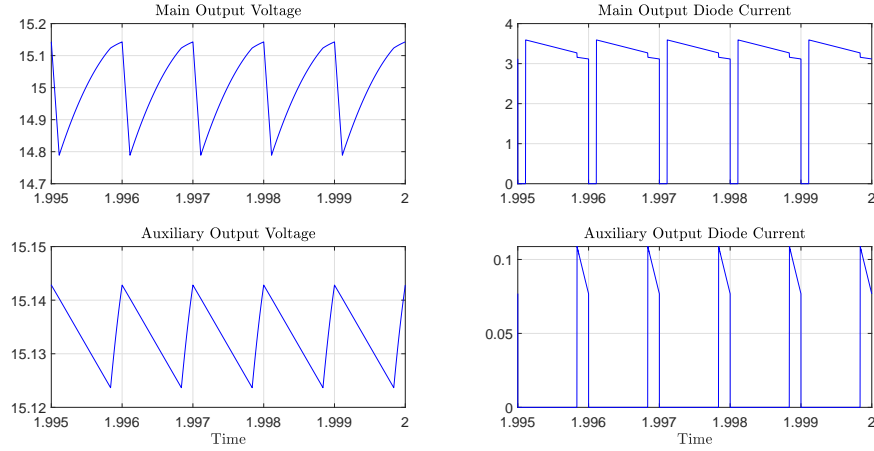 Main Output Voltage
15.2
15.1
15
14.9
14.8
14.7
1.995 1.996 1.997 1.998 1.999 2
Main Output Diode Current
4
3
2
1
0
1.995 1.996 1.997 1.998 1.999 2
Auxiliary Output Voltage
15.15
15.14
15.13
15.12
1.995 1.996 1.997 1.998 1.999 2
Time
Auxiliary Output Diode Current
0.1
0.05
0
1.995 1.996 1.997 1.998 1.999 2
Time